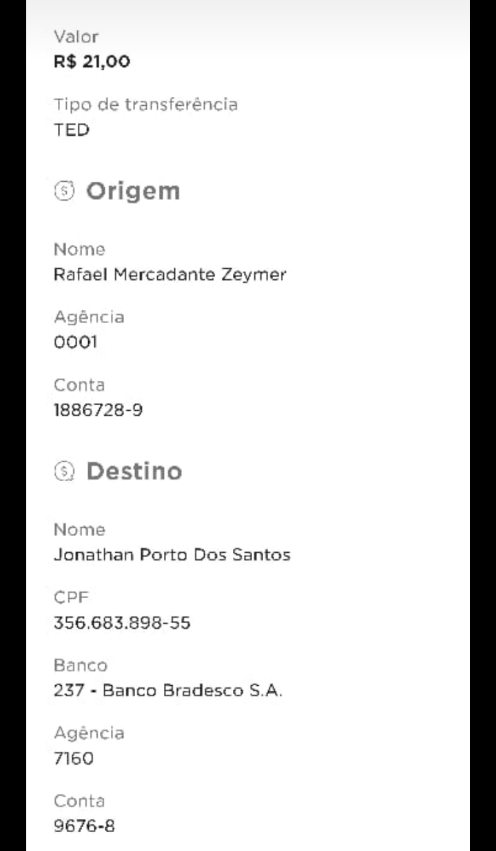 Valor
R$ 21,00
Tipo de transferência
TED
Origem
Nome
Rafael Mercadante Zeymer
Agência
0001
Conta
1886728-9
Destino
Nome
Jonathan Porto Dos Santos
CPF
356.683.898-55
Banco
237 - Banco Bradesco S.A.
Agência
7160
Conta
9676-8